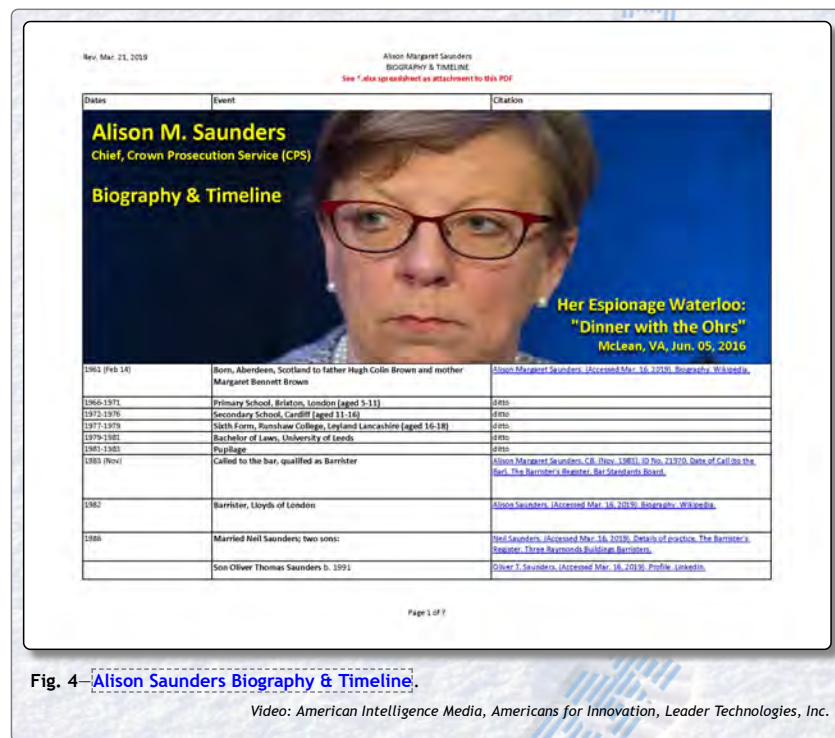 Rev. Mar. 21, 2019
Alison Margaret Saunders
BIOGRAPHY & TIMELINE
See *.xlsx spreadsheet as attachment to this PDF
Dates Event Citation
Alison M. Saunders
Chief, Crown Prosecution Service (CPS)
Biography & Timeline
Her Espionage Waterloo:
"Dinner with the Ohrs"
McLean, VA, Jun. 05, 2016
1961 (Feb 14) Born, Aberdeen, Scotland to father Hugh Colin Brown and mother Alison Margaret Saunders. (Accessed Mar. 16, 2019). Biography. Wikipedia.
Margaret Bennett Brown
1966-1971 Primary School, Brixton, London (aged 5-11) ditto
1972-1976 Secondary School, Cardiff (aged 11-16) ditto
1977-1979 Sixth Form, Runshaw College, Leyland Lancashire (aged 16-18) ditto
1979-1981 Bachelor of Laws, University of Leeds ditto
1981-1983 Pupilage ditto
1983 (Nov) Called to the bar, qualifed as Barrister Alison Margaret Saunders, CB. (Nov. 1983). ID No. 21970. Date of Call (to the
Bar). The Barrister's Register. Bar Standards Board.
1982 Barrister, Lloyds of London Alison Saunders. (Accessed Mar. 16, 2019). Biography. Wikipedia.
1986 Married Neil Saunders; two sons: Neil Saunders. (Accessed Mar. 16, 2019). Details of practice. The Barrister's
Register. Three Raymonds Buildings Barristers.
Son Oliver Thomas Saunders b. 1991 Oliver T. Saunders. (Accessed Mar. 16, 2019). Profile. LinkedIn.
Page 1 of 7
Fig. 4—Alison Saunders Biography & Timeline.
Video: American Intelligence Media, Americans for Innovation, Leader Technologies, Inc.